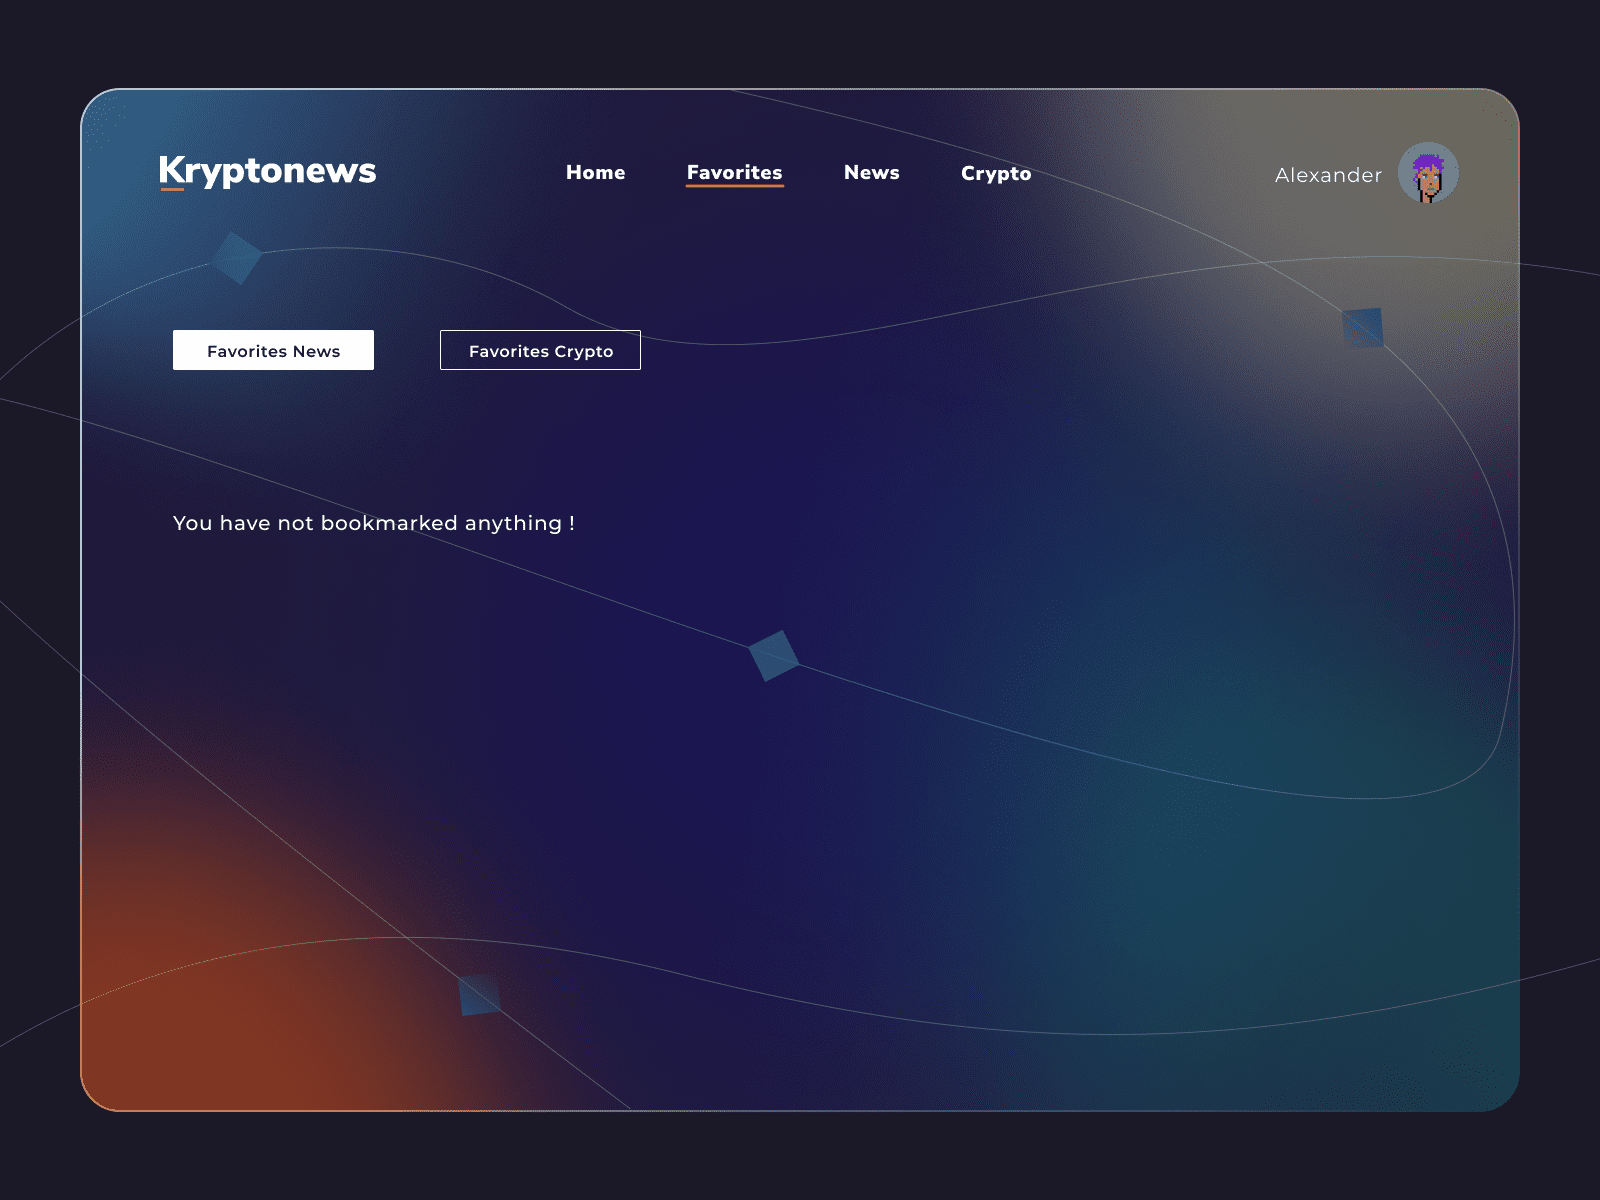 Kryptonews
Home Favorites News Crypto
Alexander
Favorites News Favorites Crypto
You have not bookmarked anything !